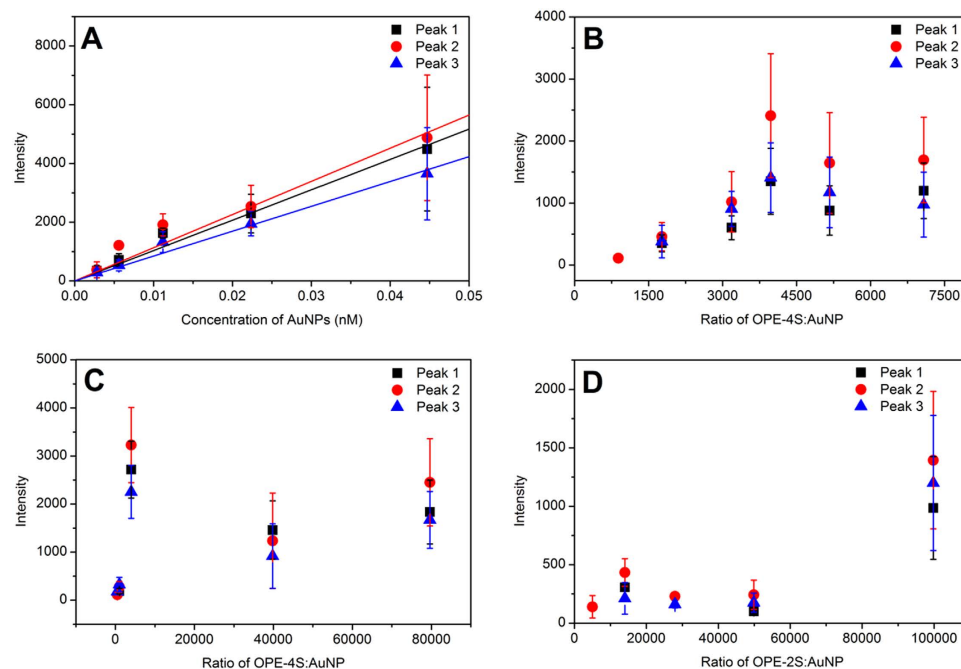 A
Peak 1
Peak 2
Peak 3
8000
6000
4000
2000
0
Intensity
0.00 0.01 0.02 0.03 0.04 0.05
Concentration of AuNPs (nM)
B
Peak 1
Peak 2
Peak 3
4000
3000
2000
1000
0
Intensity
0 1500 3000 4500 6000 7500
Ratio of OPE-4S:AuNP
C
Peak 1
Peak 2
Peak 3
5000
4000
3000
2000
1000
0
Intensity
0 20000 40000 60000 80000
Ratio of OPE-4S:AuNP
D
Peak 1
Peak 2
Peak 3
2000
1500
1000
500
0
Intensity
0 20000 40000 60000 80000 100000
Ratio of OPE-2S:AuNP